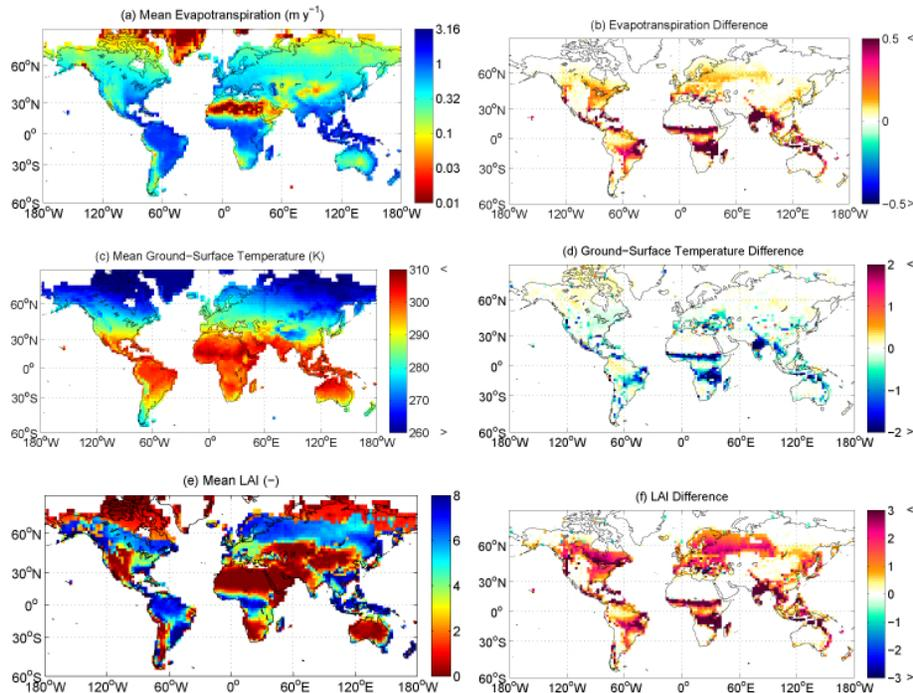 (a) Mean Evapotranspiration (m y⁻¹)
60°N
30°N
0°
30°S
60°S
180°W 120°W 60°W 0° 60°E 120°E 180°W
3.16
1
0.32
0.1
0.03
0.01
(b) Evapotranspiration Difference
60°N
30°N
0°
30°S
60°S
180°W 120°W 60°W 0° 60°E 120°E 180°W
0.5 <
0
−0.5 >
(c) Mean Ground−Surface Temperature (K)
60°N
30°N
0°
30°S
60°S
180°W 120°W 60°W 0° 60°E 120°E 180°W
310 <
300
290
280
270
260 >
(d) Ground−Surface Temperature Difference
60°N
30°N
0°
30°S
60°S
180°W 120°W 60°W 0° 60°E 120°E 180°W
2 <
1
0
−1
−2 >
(e) Mean LAI (−)
60°N
30°N
0°
30°S
60°S
180°W 120°W 60°W 0° 60°E 120°E 180°W
8
6
4
2
0
(f) LAI Difference
60°N
30°N
0°
30°S
60°S
180°W 120°W 60°W 0° 60°E 120°E 180°W
3 <
2
1
0
−1
−2
−3 >